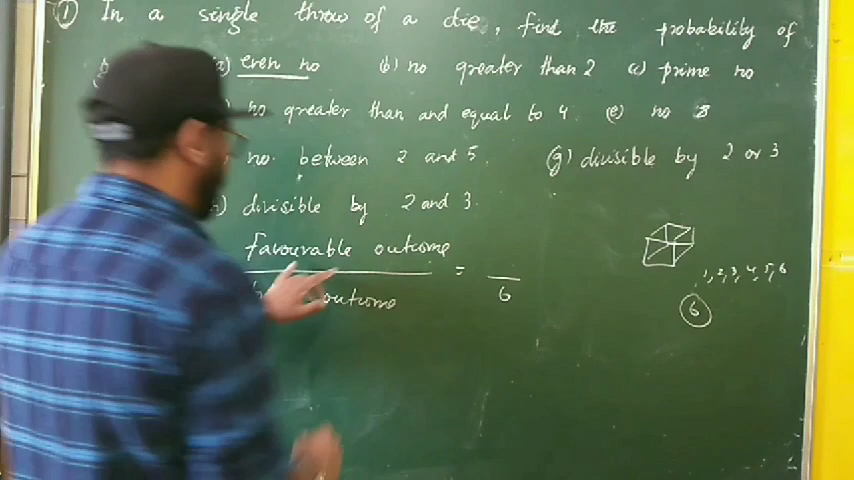 ① In a single throw of a die, find the probability of
a) even no (b) no greater than 2 (c) prime no
no greater than and equal to 4. (e) no 8
no. between 2 and 5. (g) divisible by 2 or 3
) divisible by 2 and 3.
favourable outcome
= 6
outcome
1, 2, 3, 4, 5, 6
6